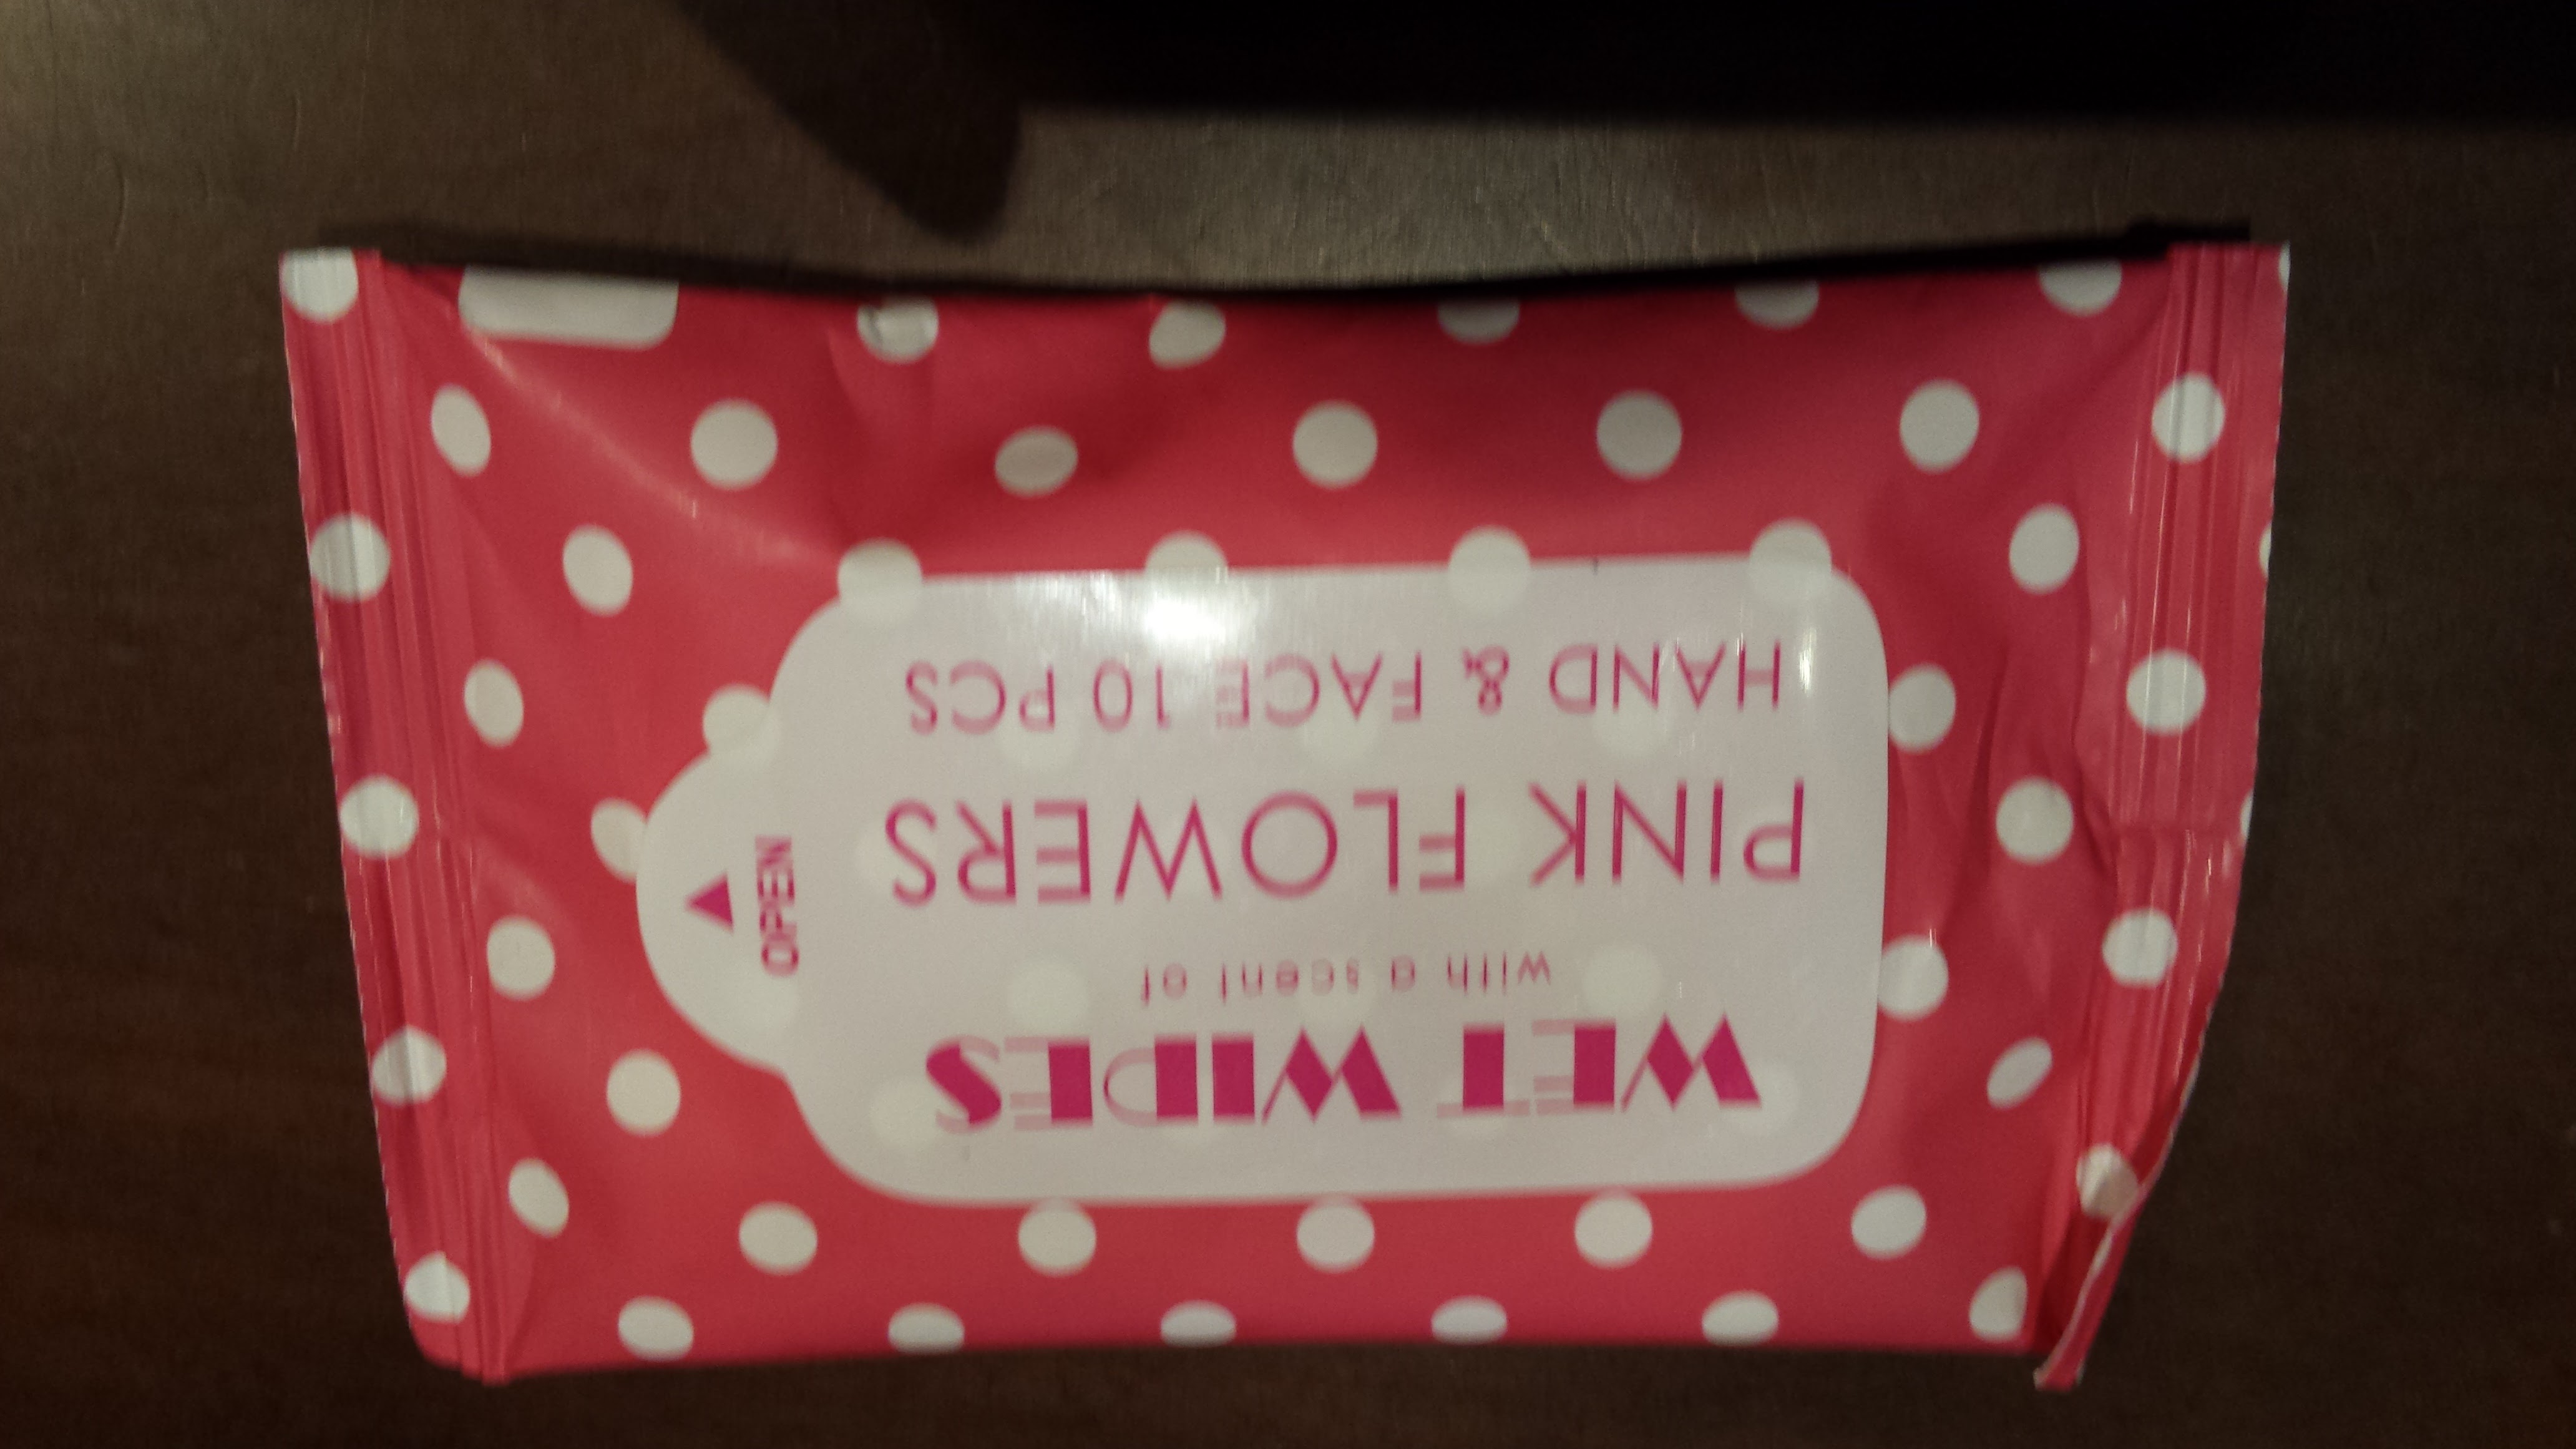 WET WIPES
with a scent of
PINK FLOWERS
HAND & FACE 10 PCS
OPEN